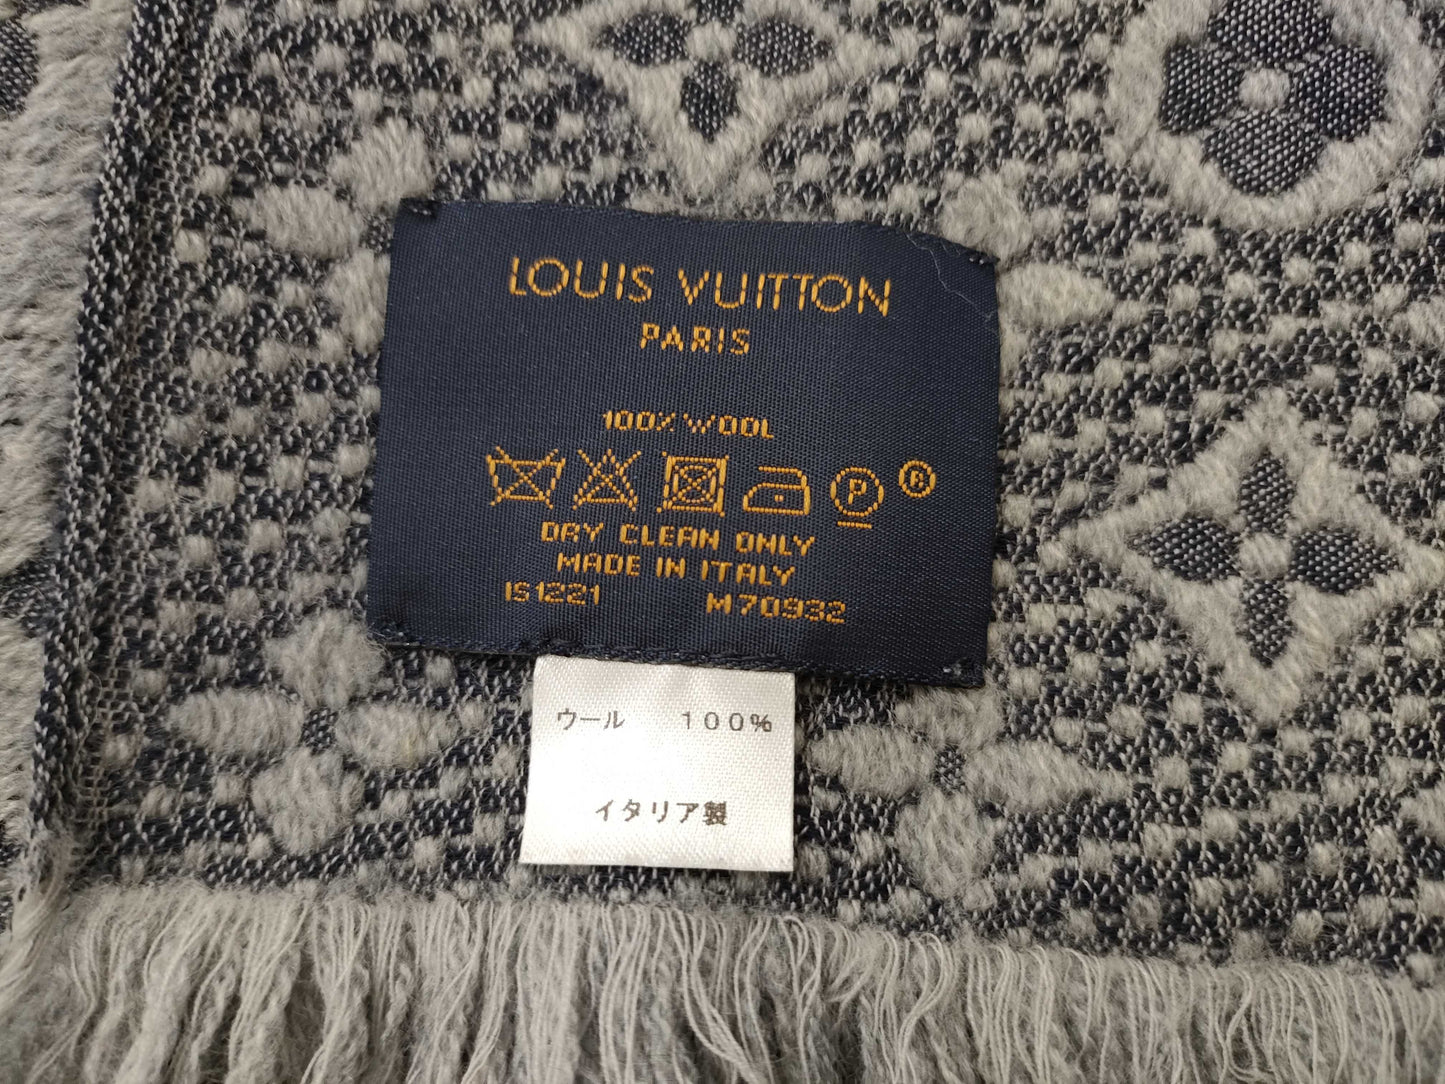 LOUIS VUITTON
PARIS
100% WOOL
P ®
DRY CLEAN ONLY
MADE IN ITALY
IS1221 M70932
ウール 100%
イタリア製